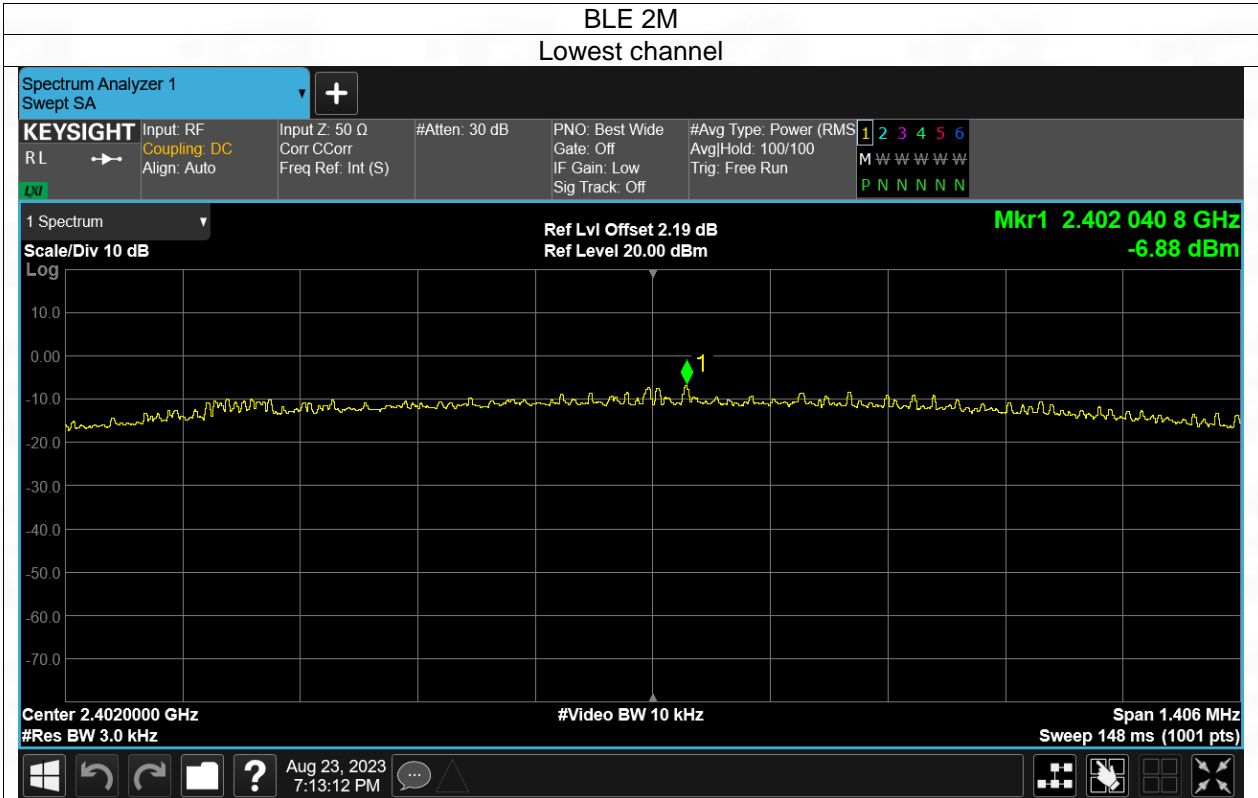 BLE 2M
Lowest channel
Spectrum Analyzer 1
Swept SA
KEYSIGHT
R L
LXI
Input: RF
Coupling: DC
Align: Auto
Input Z: 50 Ω
Corr CCorr
Freq Ref: Int (S)
#Atten: 30 dB
PNO: Best Wide
Gate: Off
IF Gain: Low
Sig Track: Off
#Avg Type: Power (RMS
Avg|Hold: 100/100
Trig: Free Run
1 2 3 4 5 6
M W W W W W
P N N N N N
1 Spectrum
Scale/Div 10 dB
Log
Ref Lvl Offset 2.19 dB
Ref Level 20.00 dBm
Mkr1 2.402 040 8 GHz
-6.88 dBm
10.0
0.00
1
-10.0
-20.0
-30.0
-40.0
-50.0
-60.0
-70.0
Center 2.4020000 GHz
#Res BW 3.0 kHz
#Video BW 10 kHz
Span 1.406 MHz
Sweep 148 ms (1001 pts)
?
Aug 23, 2023
7:13:12 PM